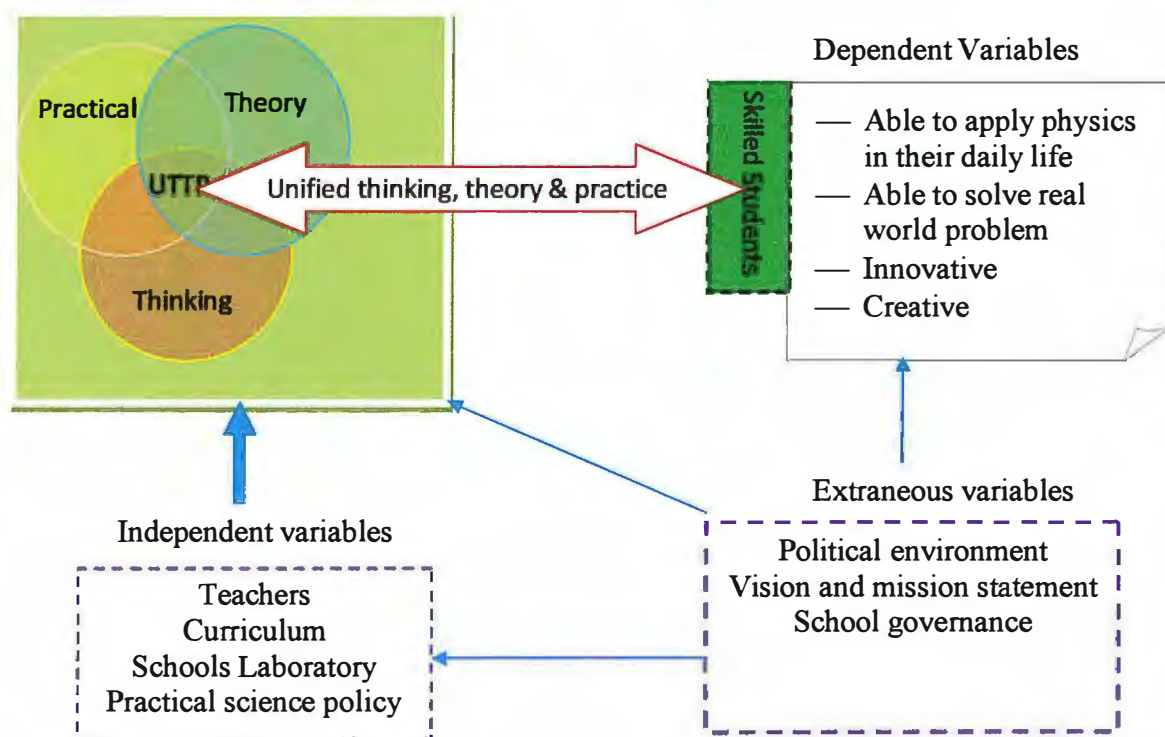 Practical
Theory
UTTP
Thinking
Unified thinking, theory & practice
Skilled Students
Dependent Variables
— Able to apply physics
in their daily life
— Able to solve real
world problem
— Innovative
— Creative
Independent variables
Teachers
Curriculum
Schools Laboratory
Practical science policy
Extraneous variables
Political environment
Vision and mission statement
School governance